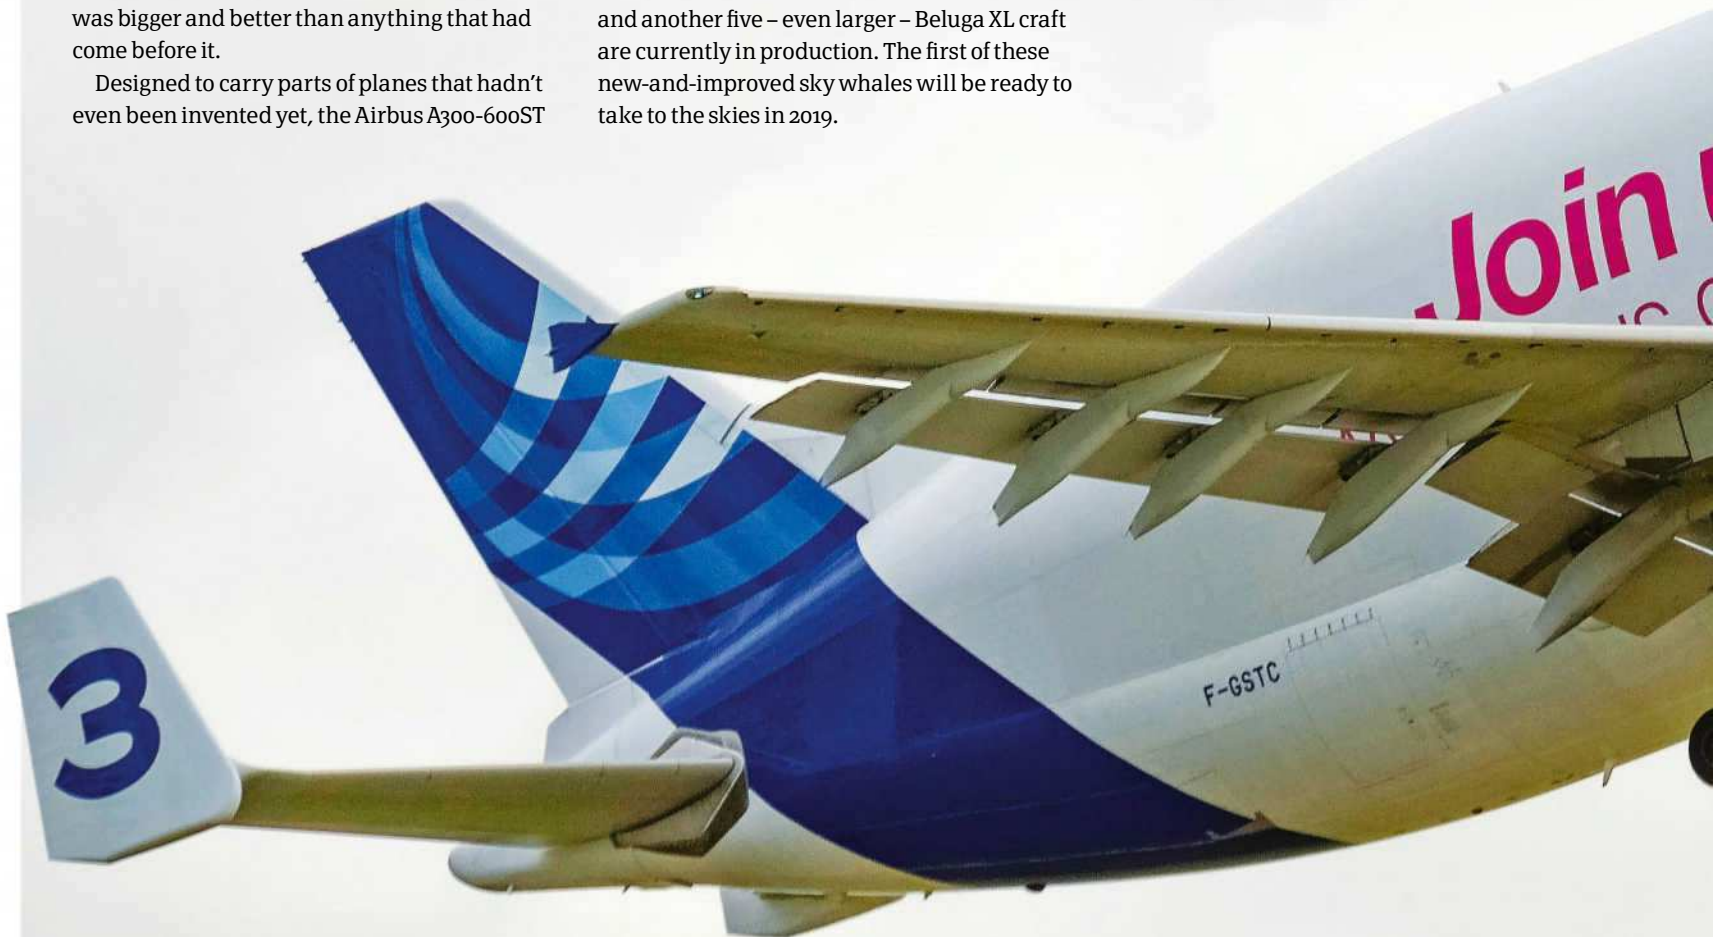 was bigger and better than anything that had
come before it.
Designed to carry parts of planes that hadn't
even been invented yet, the Airbus A300-600ST
and another five – even larger – Beluga XL craft
are currently in production. The first of these
new-and-improved sky whales will be ready to
take to the skies in 2019.
Join
F-GSTC
3